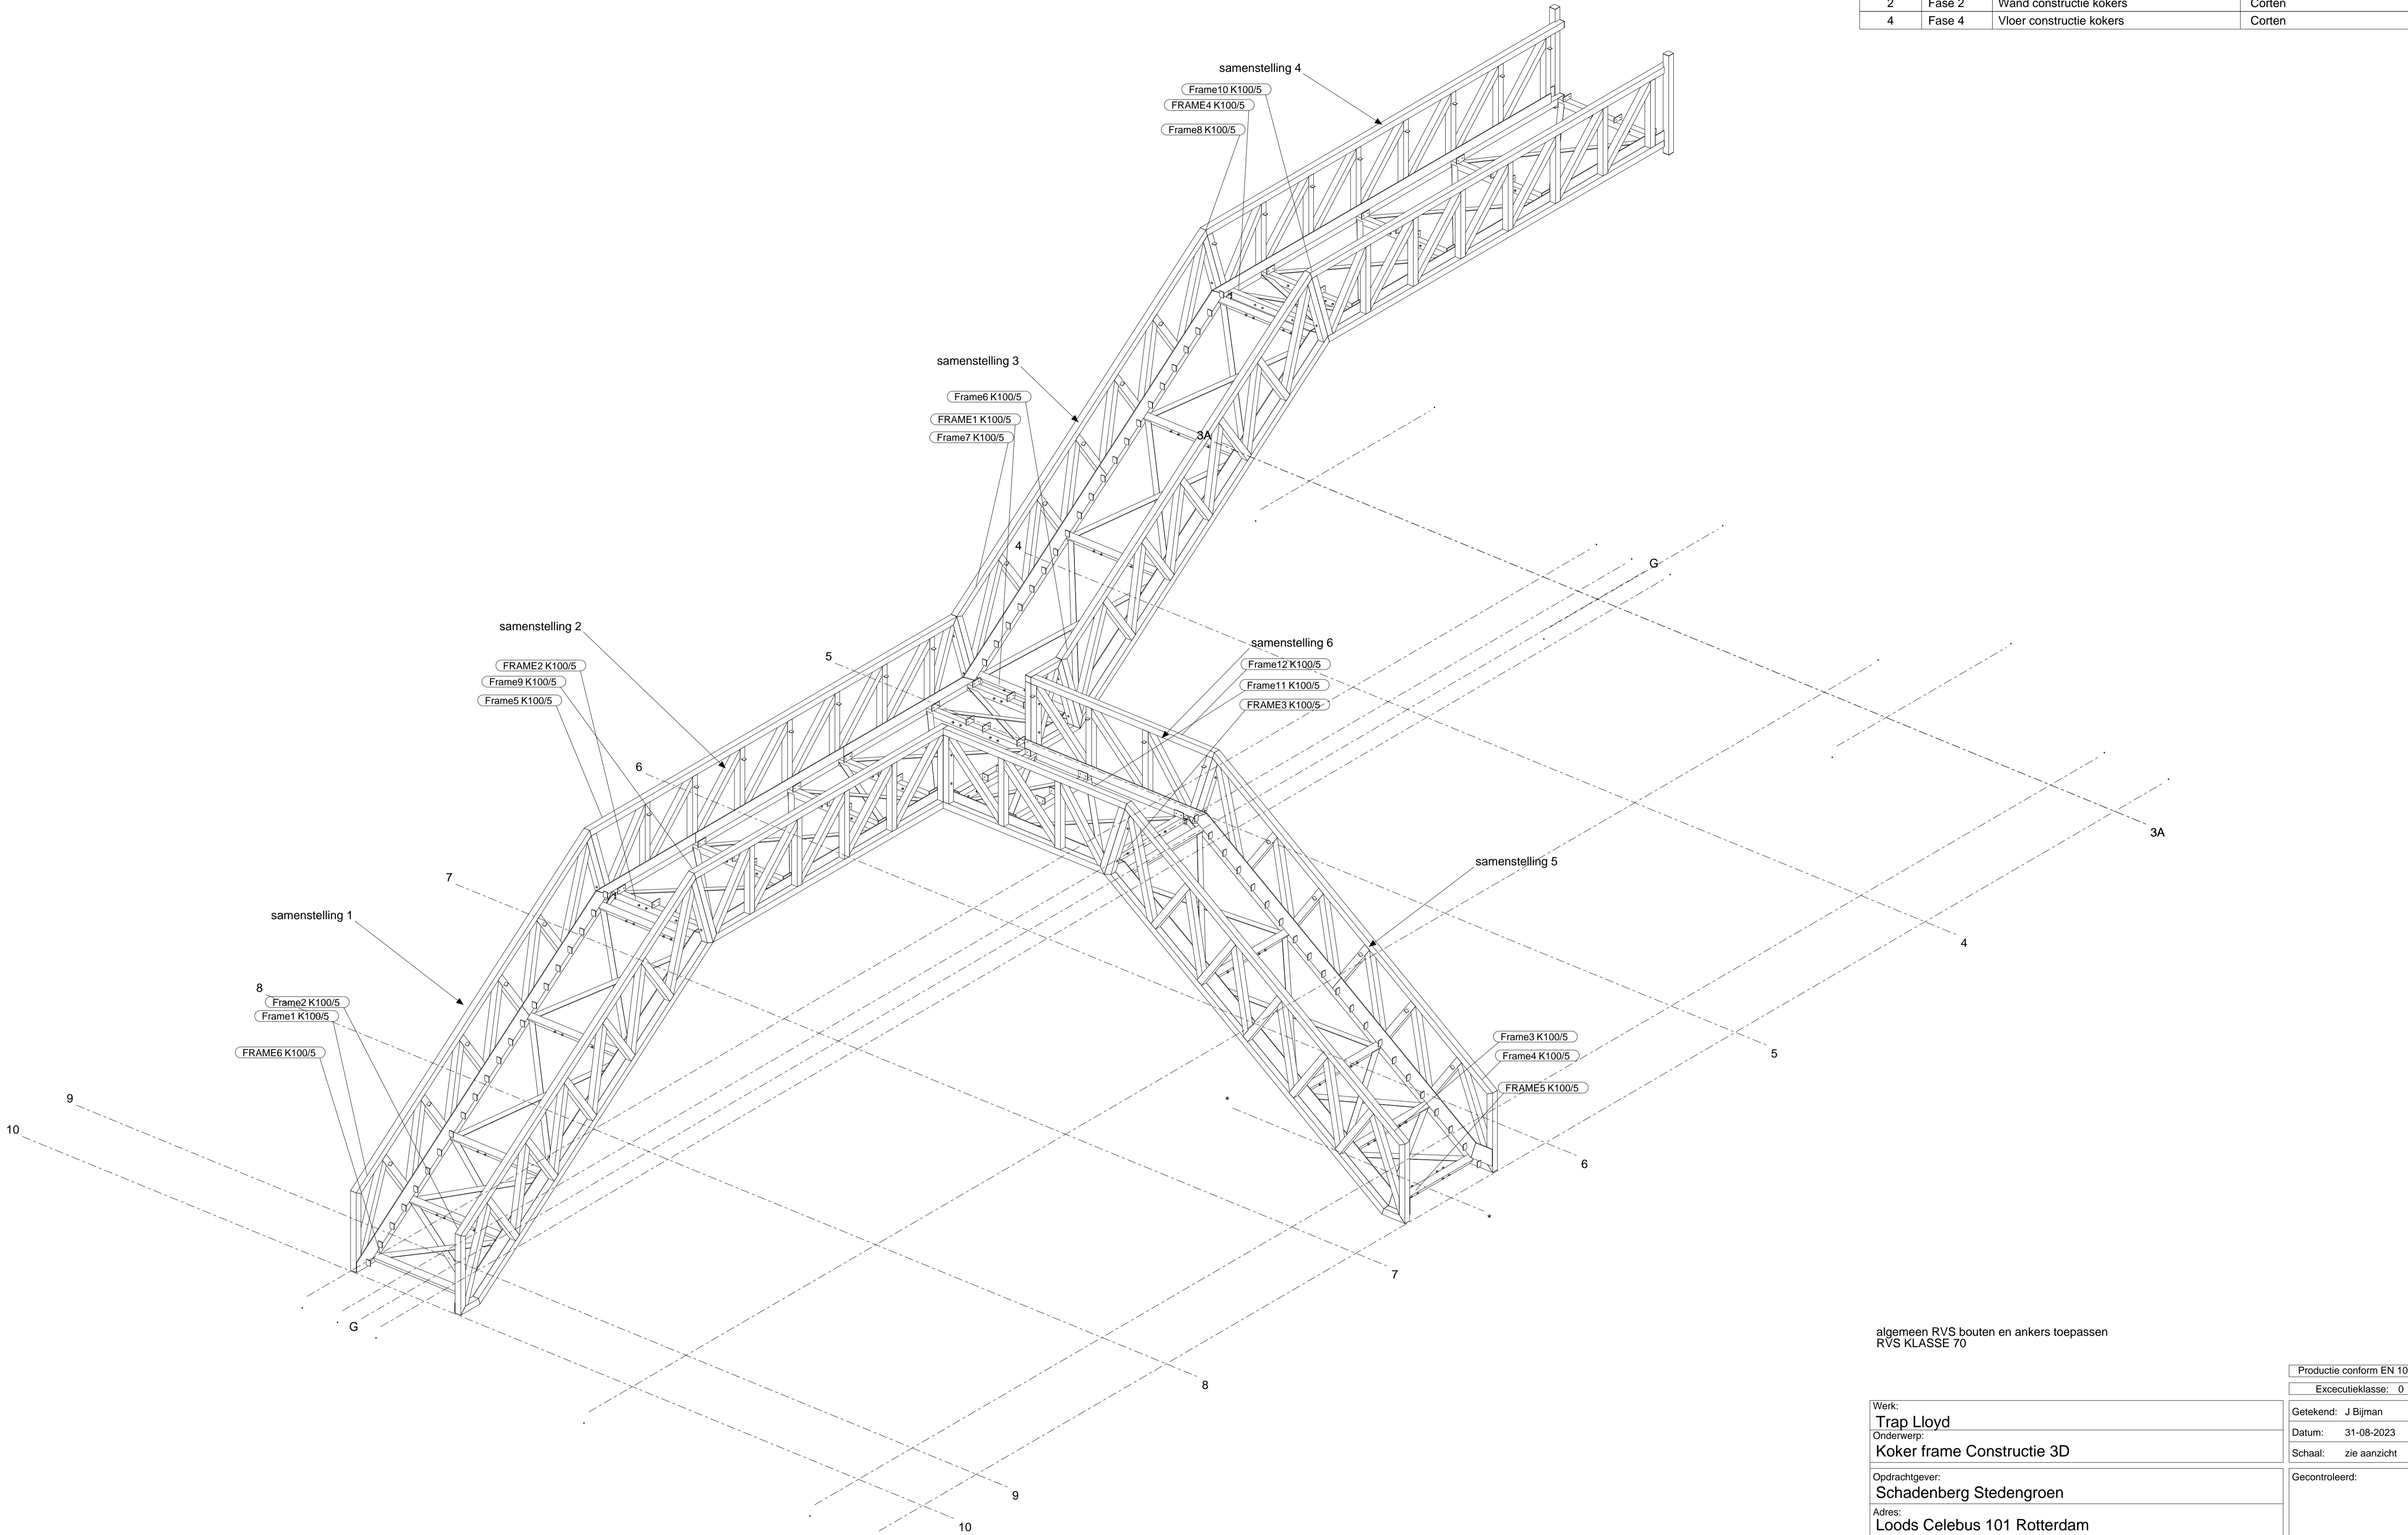 2 Fase 2 Wand constructie kokers Corten
4 Fase 4 Vloer constructie kokers Corten
samenstelling 4
Frame10 K100/5
FRAME4 K100/5
Frame8 K100/5
samenstelling 3
Frame6 K100/5
FRAME1 K100/5
Frame7 K100/5
3A
4
G
samenstelling 2
FRAME2 K100/5
Frame9 K100/5
Frame5 K100/5
5
samenstelling 6
Frame12 K100/5
Frame11 K100/5
FRAME3 K100/5
6
3A
samenstelling 5
7
samenstelling 1
4
8
Frame2 K100/5
Frame1 K100/5
FRAME6 K100/5
Frame3 K100/5
Frame4 K100/5
FRAME5 K100/5
5
9
*
10
6
*
7
G
8
9
10
algemeen RVS bouten en ankers toepassen
RVS KLASSE 70
Productie conform EN 10
Excecutieklasse: 0
Werk:
Trap Lloyd
Getekend: J Bijman
Onderwerp:
Koker frame Constructie 3D
Datum: 31-08-2023
Schaal: zie aanzicht
Opdrachtgever:
Schadenberg Stedengroen
Gecontroleerd:
Adres:
Loods Celebus 101 Rotterdam